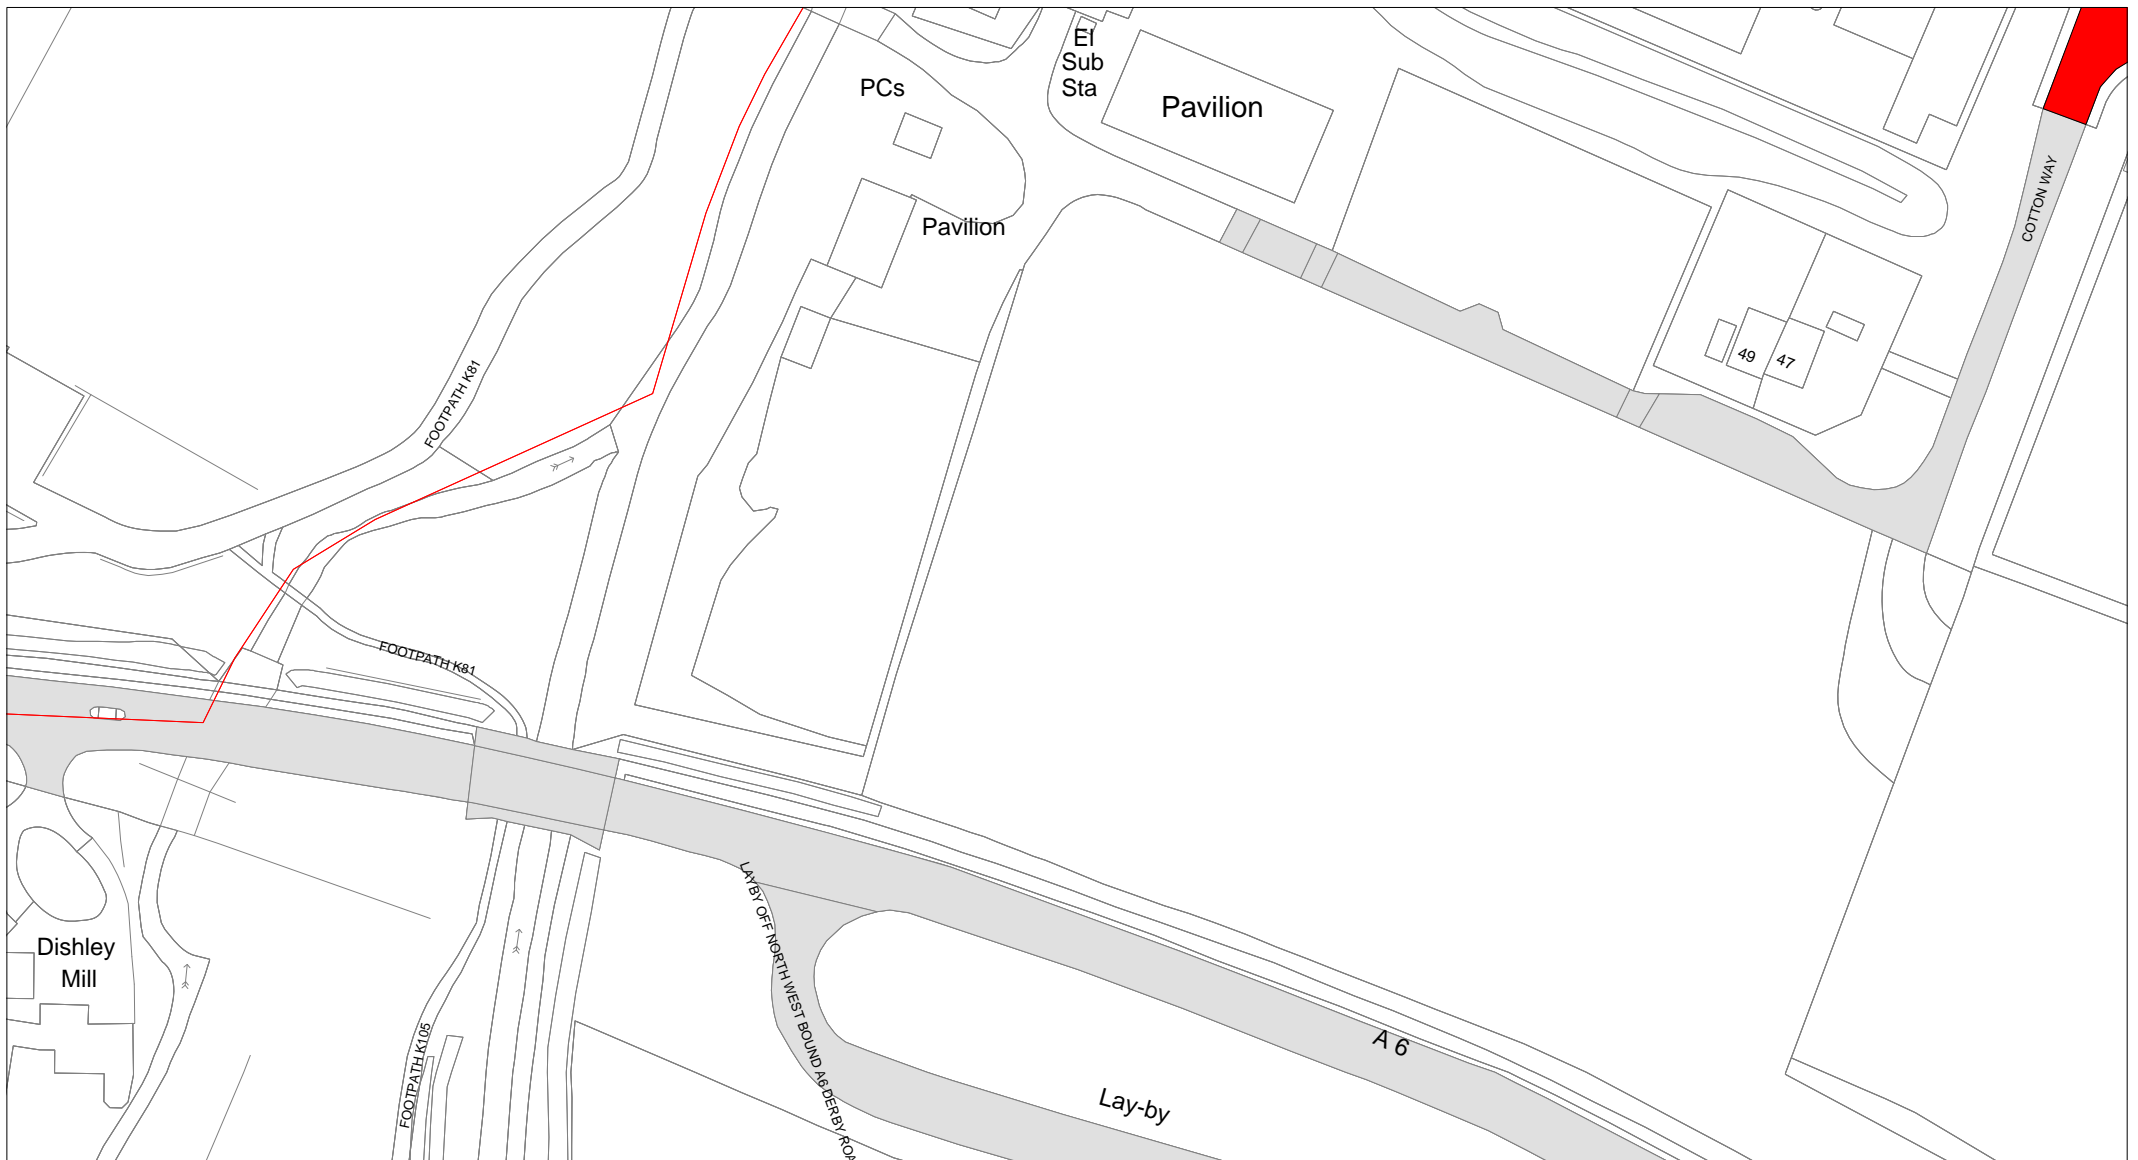 El
Sub
Sta
PCs
Pavilion
Pavilion
COTTON WAY
49
47
FOOTPATH K81
FOOTPATH K81
LAYBY OFF NORTH WEST BOUND A6 DERBY ROA
Dishley
Mill
FOOTPATH K105
A 6
Lay-by